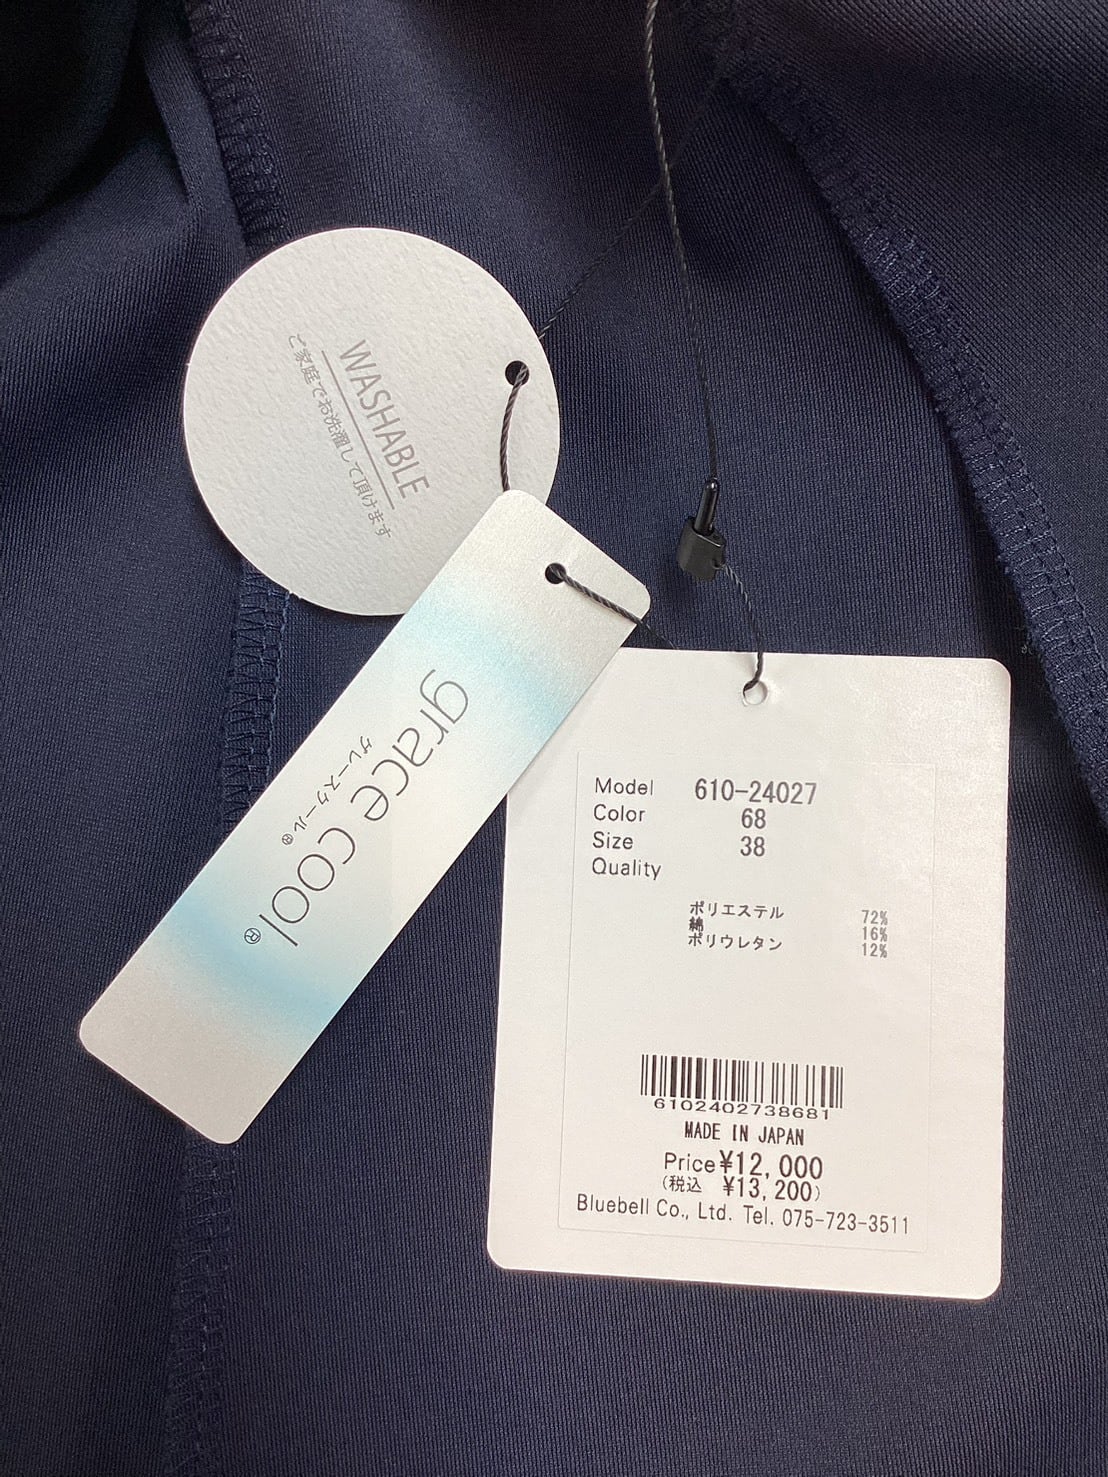 WASHABLE
ご家庭でお洗濯して頂けます
grace cool®
グレースクール®
Model 610-24027
Color 68
Size 38
Quality
ポリエステル 72%
綿 16%
ポリウレタン 12%
6102402738681
MADE IN JAPAN
Price ¥12,000
(税込 ¥13,200)
Bluebell Co., Ltd. Tel. 075-723-3511